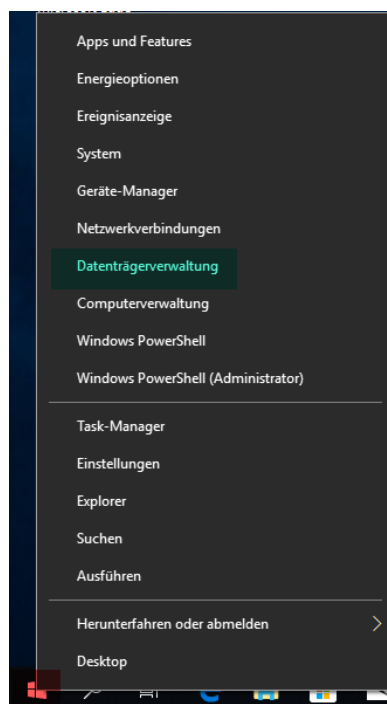 Apps und Features
Energieoptionen
Ereignisanzeige
System
Geräte-Manager
Netzwerkverbindungen
Datenträgerverwaltung
Computerverwaltung
Windows PowerShell
Windows PowerShell (Administrator)
Task-Manager
Einstellungen
Explorer
Suchen
Ausführen
Herunterfahren oder abmelden
Desktop